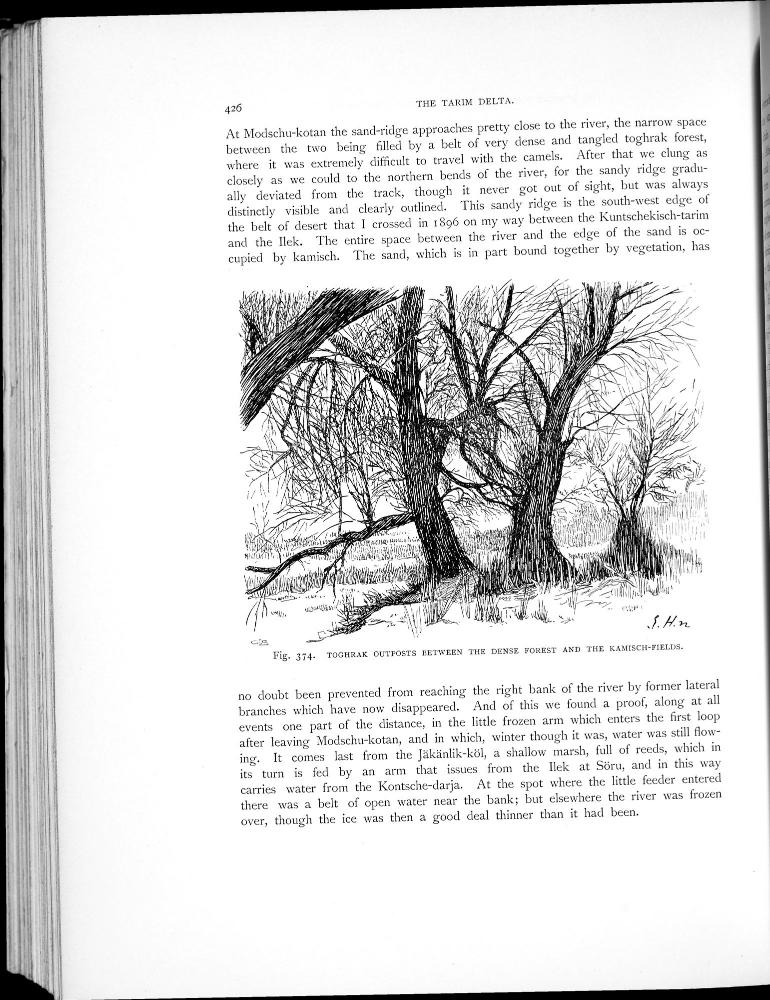 426
THE TARIM DELTA.
At Modschu-kotan the sand-ridge approaches pretty close to the river, the narrow space
between the two being filled by a belt of very dense and tangled toghrak forest,
where it was extremely difficult to travel with the camels. After that we clung as
closely as we could to the northern bends of the river, for the sandy ridge gradu-
ally deviated from the track, though it never got out of sight, but was always
distinctly visible and clearly outlined. This sandy ridge is the south-west edge of
the belt of desert that I crossed in 1896 on my way between the Kuntschekisch-tarim
and the Ilek. The entire space between the river and the edge of the sand is oc-
cupied by kamisch. The sand, which is in part bound together by vegetation, has
S. H.n
Fig. 374. TOGHRAK OUTPOSTS BETWEEN THE DENSE FOREST AND THE KAMISCH-FIELDS.
no doubt been prevented from reaching the right bank of the river by former lateral
branches which have now disappeared. And of this we found a proof, along at all
events one part of the distance, in the little frozen arm which enters the first loop
after leaving Modschu-kotan, and in which, winter though it was, water was still flow-
ing. It comes last from the Jäkänlik-köl, a shallow marsh, full of reeds, which in
its turn is fed by an arm that issues from the Ilek at Söru, and in this way
carries water from the Kontsche-darja. At the spot where the little feeder entered
there was a belt of open water near the bank; but elsewhere the river was frozen
over, though the ice was then a good deal thinner than it had been.